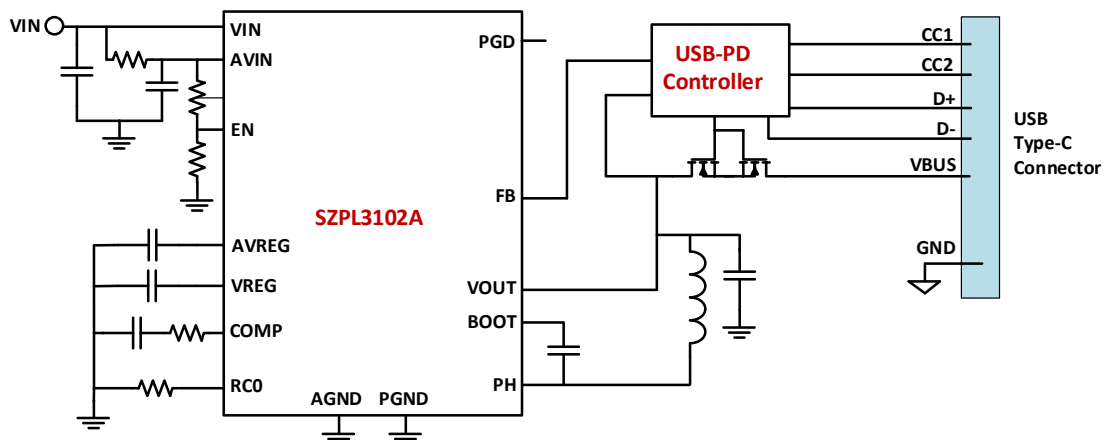 VIN
VIN
AVIN
EN
AVREG
VREG
COMP
RC0
SZPL3102A
AGND
PGND
PGD
FB
VOUT
BOOT
PH
USB-PD
Controller
CC1
CC2
D+
D-
VBUS
GND
USB
Type-C
Connector